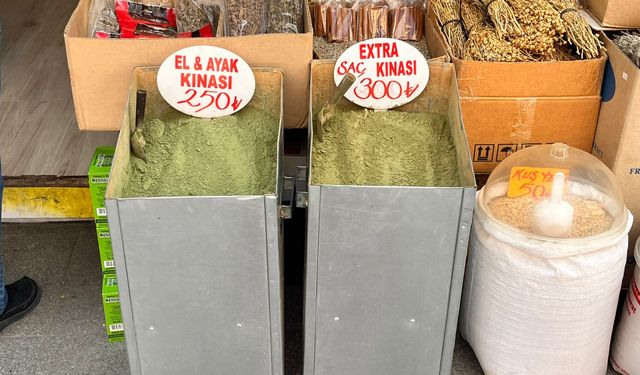 EL & AYAK
KINASI
250₺
EXTRA
SAÇ KINASI
300₺
KUŞ YE
50₺